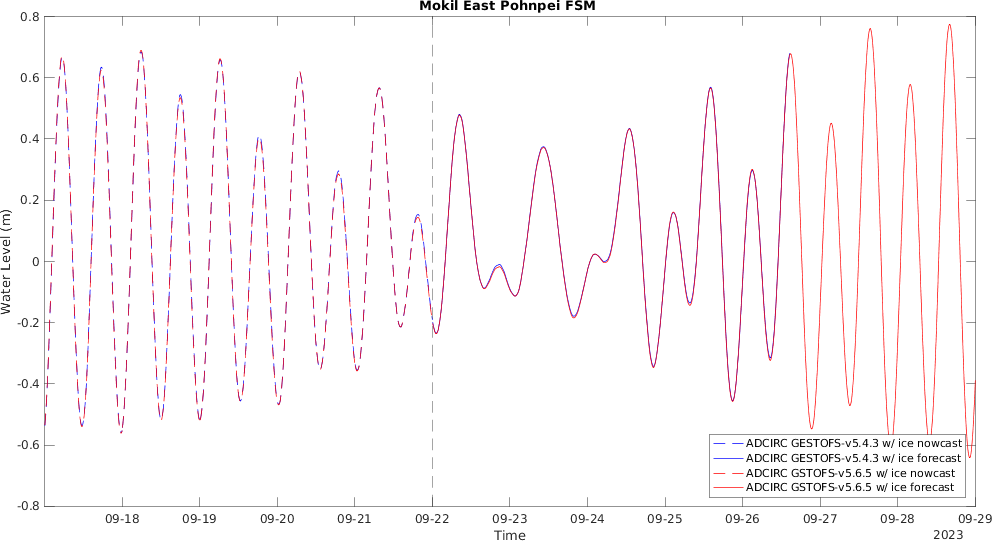 Mokil East Pohnpei FSM
Water Level (m)
0.8
0.6
0.4
0.2
0
-0.2
-0.4
-0.6
-0.8
ADCIRC GESTOFS-v5.4.3 w/ ice nowcast
ADCIRC GESTOFS-v5.4.3 w/ ice forecast
ADCIRC GSTOFS-v5.6.5 w/ ice nowcast
ADCIRC GSTOFS-v5.6.5 w/ ice forecast
09-18 09-19 09-20 09-21 09-22 09-23 09-24 09-25 09-26 09-27 09-28 09-29
Time
2023